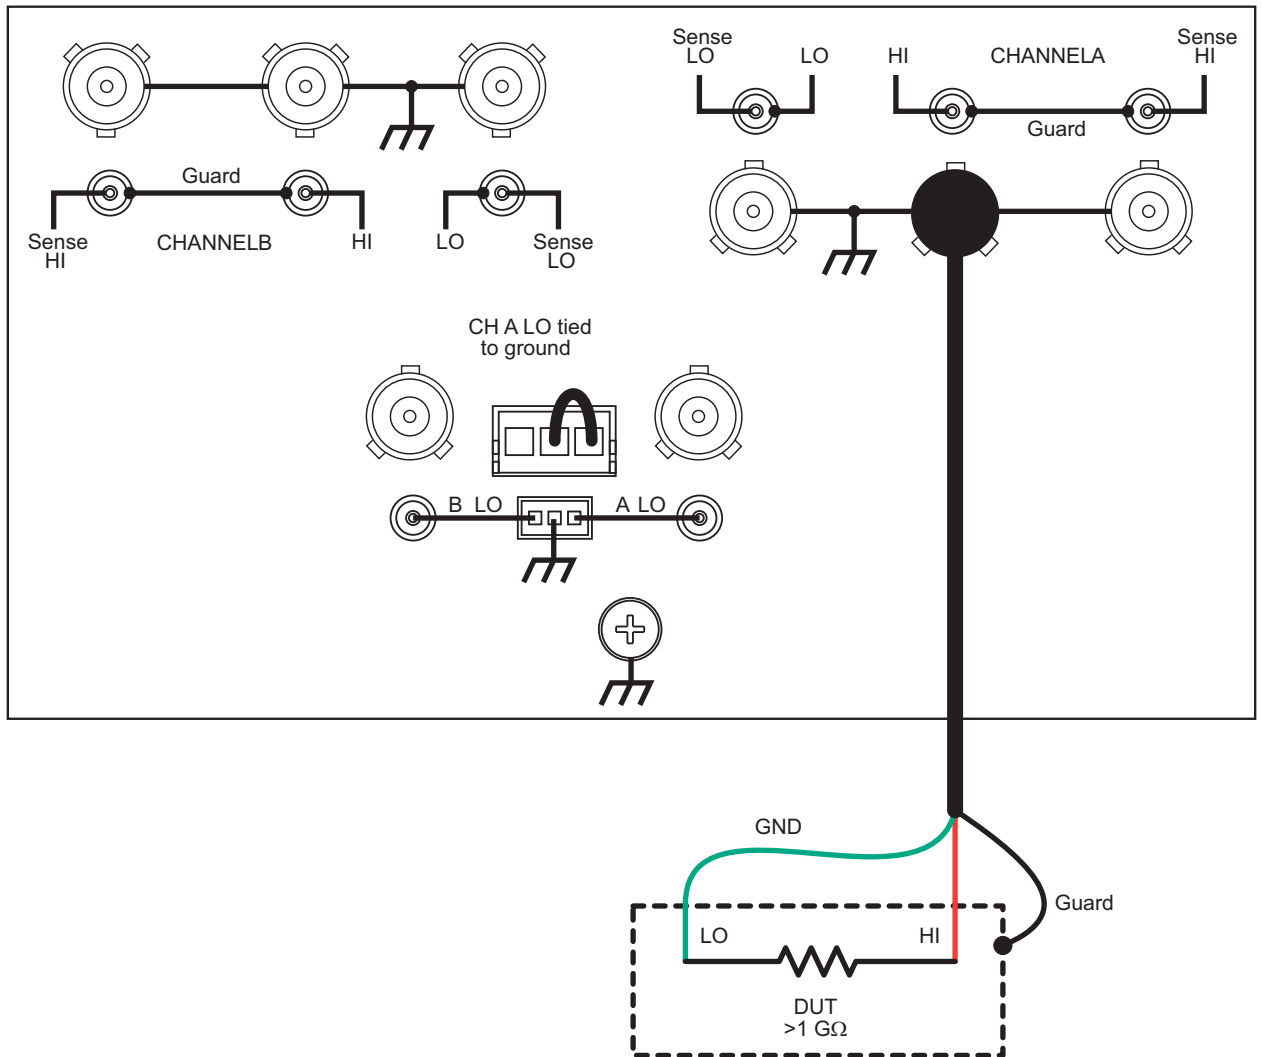 Sense
LO
LO
HI
CHANNELA
Sense
HI
Guard
Guard
Sense
HI
CHANNELB
HI
LO
Sense
LO
CH A LO tied
to ground
B LO
A LO
GND
Guard
LO
HI
DUT
>1 GΩ